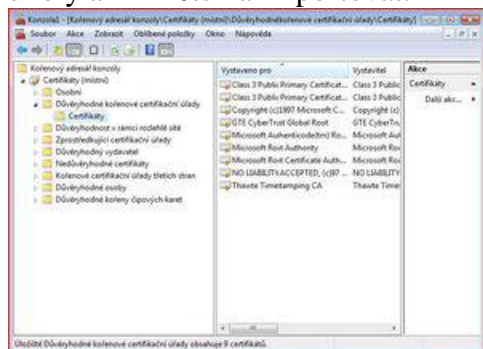 Konzola1 - [Kořenový adresář konzoly\Certifikáty (místní)\Důvěryhodné kořenové certifikační úřady\Certifikáty]
Soubor Akce Zobrazit Oblíbené položky Okno Nápověda
Kořenový adresář konzoly
Certifikáty (místní)
Osobní
Důvěryhodné kořenové certifikační úřady
Certifikáty
Důvěryhodnost v rámci rozlehlé sítě
Zprostředkující certifikační úřady
Důvěryhodný vydavatel
Nedůvěryhodné certifikáty
Kořenové certifikační úřady třetích stran
Důvěryhodné osoby
Důvěryhodné kořeny čipových karet
Vystaveno pro Vystavitel
Class 3 Public Primary Certificat... Class 3 Public
Class 3 Public Primary Certificat... Class 3 Public
Copyright (c) 1997 Microsoft C... Copyright (c)
GTE CyberTrust Global Root GTE CyberTru
Microsoft Authenticode(tm) Ro... Microsoft Aut
Microsoft Root Authority Microsoft Roo
Microsoft Root Certificate Auth... Microsoft Roo
NO LIABILITY ACCEPTED, (c)97 ... NO LIABILITY
Thawte Timestamping CA Thawte Timer
Akce
Certifikáty
Další akc...
Úložiště Důvěryhodné kořenové certifikační úřady obsahuje 9 certifikátů.